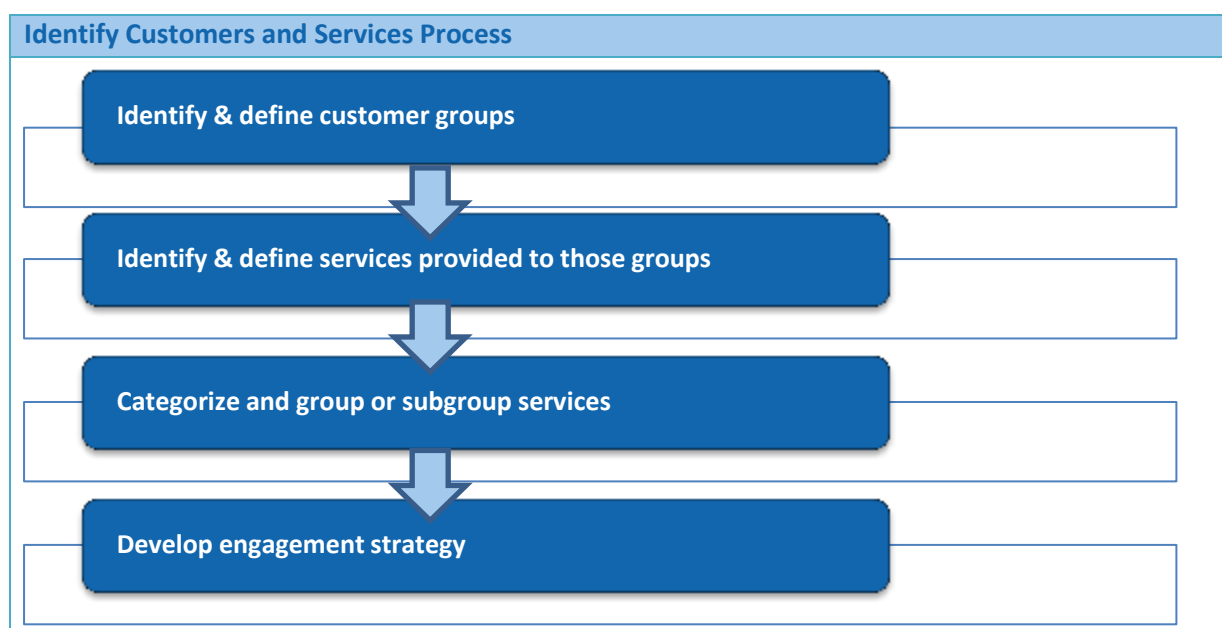 Identify Customers and Services Process
Identify & define customer groups
Identify & define services provided to those groups
Categorize and group or subgroup services
Develop engagement strategy